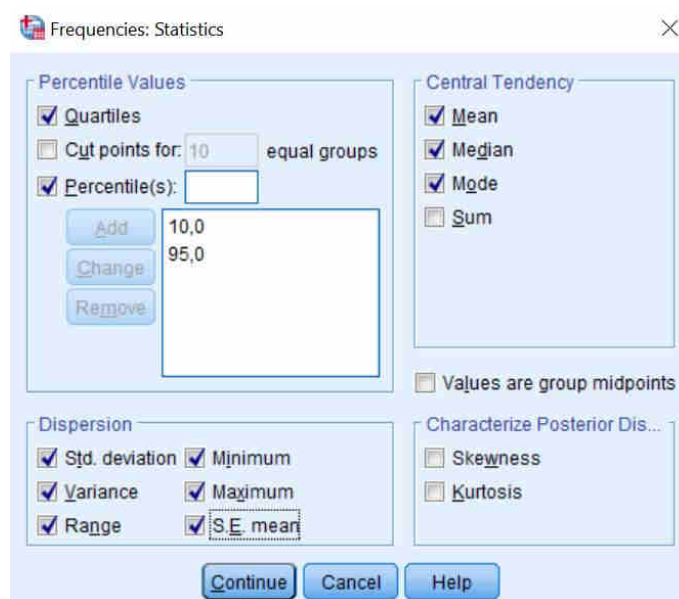 Frequencies: Statistics
Percentile Values
Quartiles
Cut points for: 10 equal groups
Percentile(s):
Add
Change
Remove
10,0
95,0
Central Tendency
Mean
Median
Mode
Sum
Values are group midpoints
Dispersion
Std. deviation Minimum
Variance Maximum
Range S.E. mean
Characterize Posterior Dis...
Skewness
Kurtosis
Continue Cancel Help